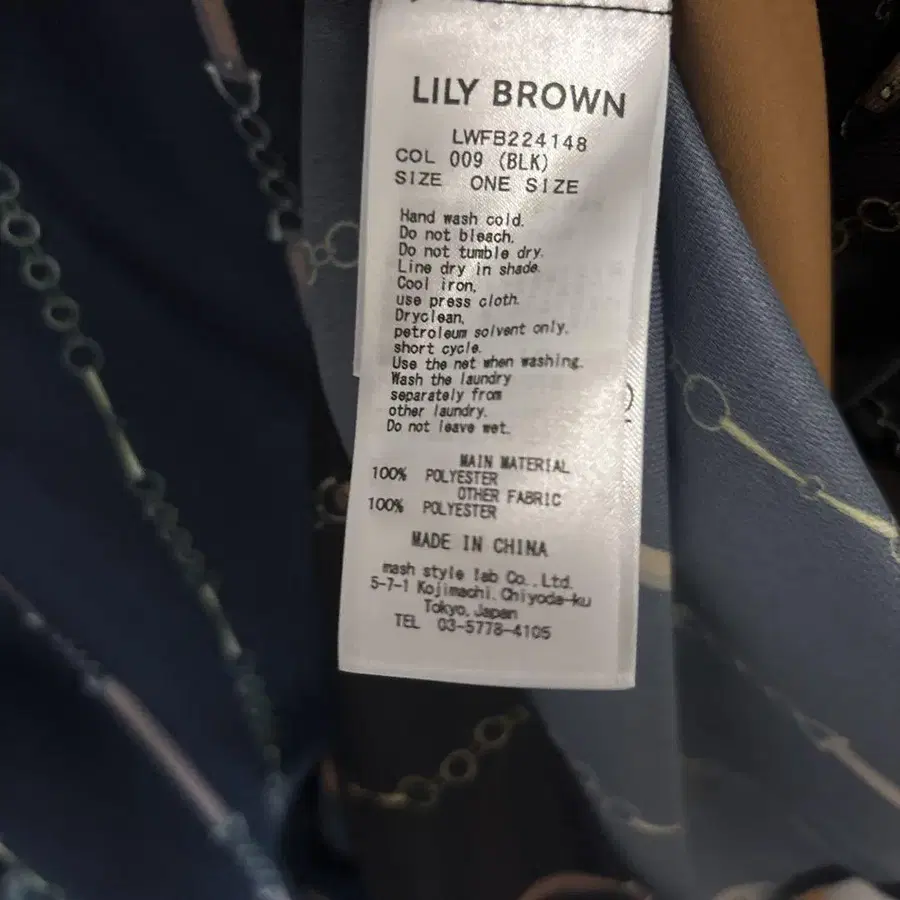 LILY BROWN
LWFB224148
COL 009 (BLK)
SIZE ONE SIZE
Hand wash cold.
Do not bleach.
Do not tumble dry.
Line dry in shade.
Cool iron,
use press cloth.
Dryclean,
petroleum solvent only,
short cycle.
Use the net when washing.
Wash the laundry
separately from
other laundry.
Do not leave wet.
MAIN MATERIAL
100% POLYESTER
OTHER FABRIC
100% POLYESTER
MADE IN CHINA
mash style lab Co.,Ltd.
5-7-1 Kojimachi,Chiyoda-ku
Tokyo,Japan
TEL 03-5778-4105